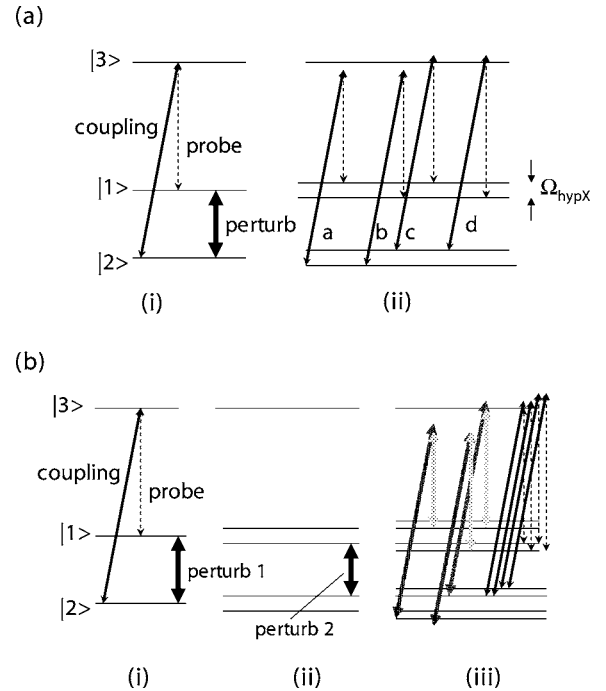 (a)
|3>
coupling
probe
|1>
perturb
|2>
a b c d
Ω_hypX
(i) (ii)
(b)
|3>
coupling
probe
|1>
perturb 1
|2>
perturb 2
(i) (ii) (iii)